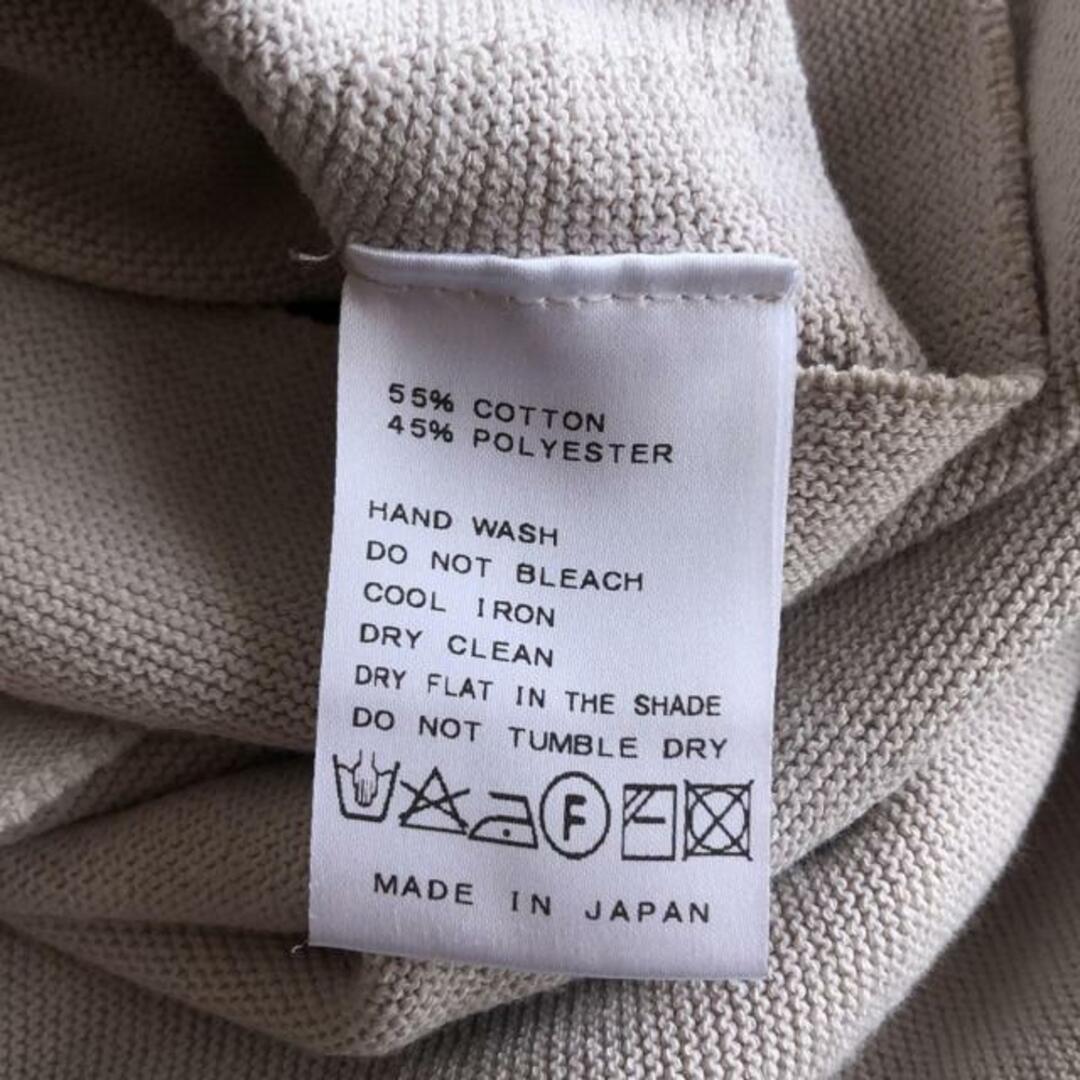 55% COTTON
45% POLYESTER
HAND WASH
DO NOT BLEACH
COOL IRON
DRY CLEAN
DRY FLAT IN THE SHADE
DO NOT TUMBLE DRY
F
MADE IN JAPAN